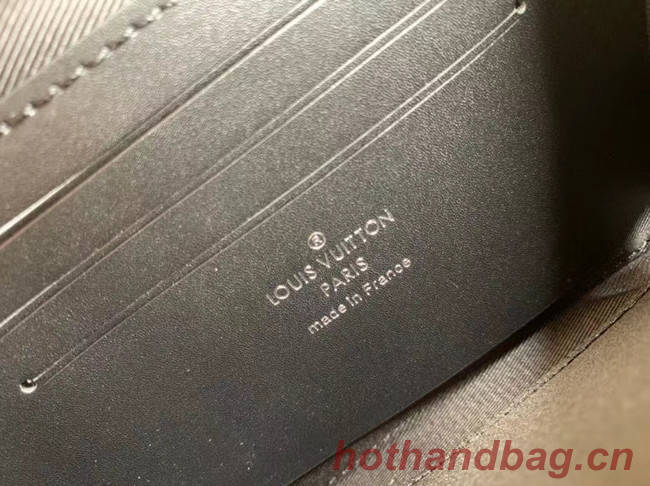 ®
LOUIS VUITTON
PARIS
made in France
hothandbag.cn